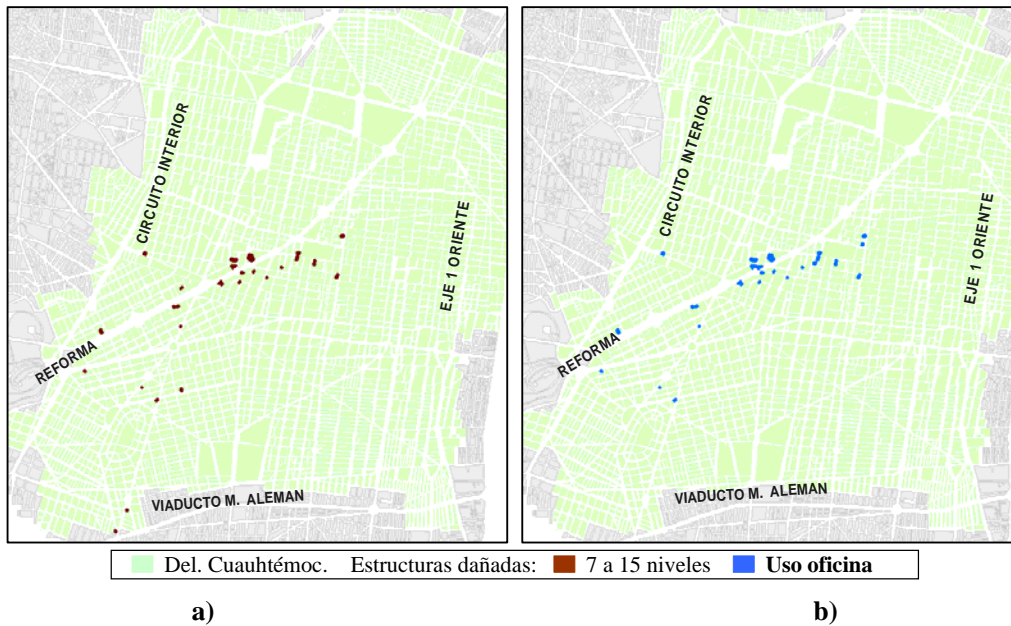 CIRCUITO INTERIOR
EJE 1 ORIENTE
REFORMA
VIADUCTO M. ALEMAN
CIRCUITO INTERIOR
EJE 1 ORIENTE
REFORMA
VIADUCTO M. ALEMAN
Del. Cuauhtémoc. Estructuras dañadas: 7 a 15 niveles Uso oficina
a) b)